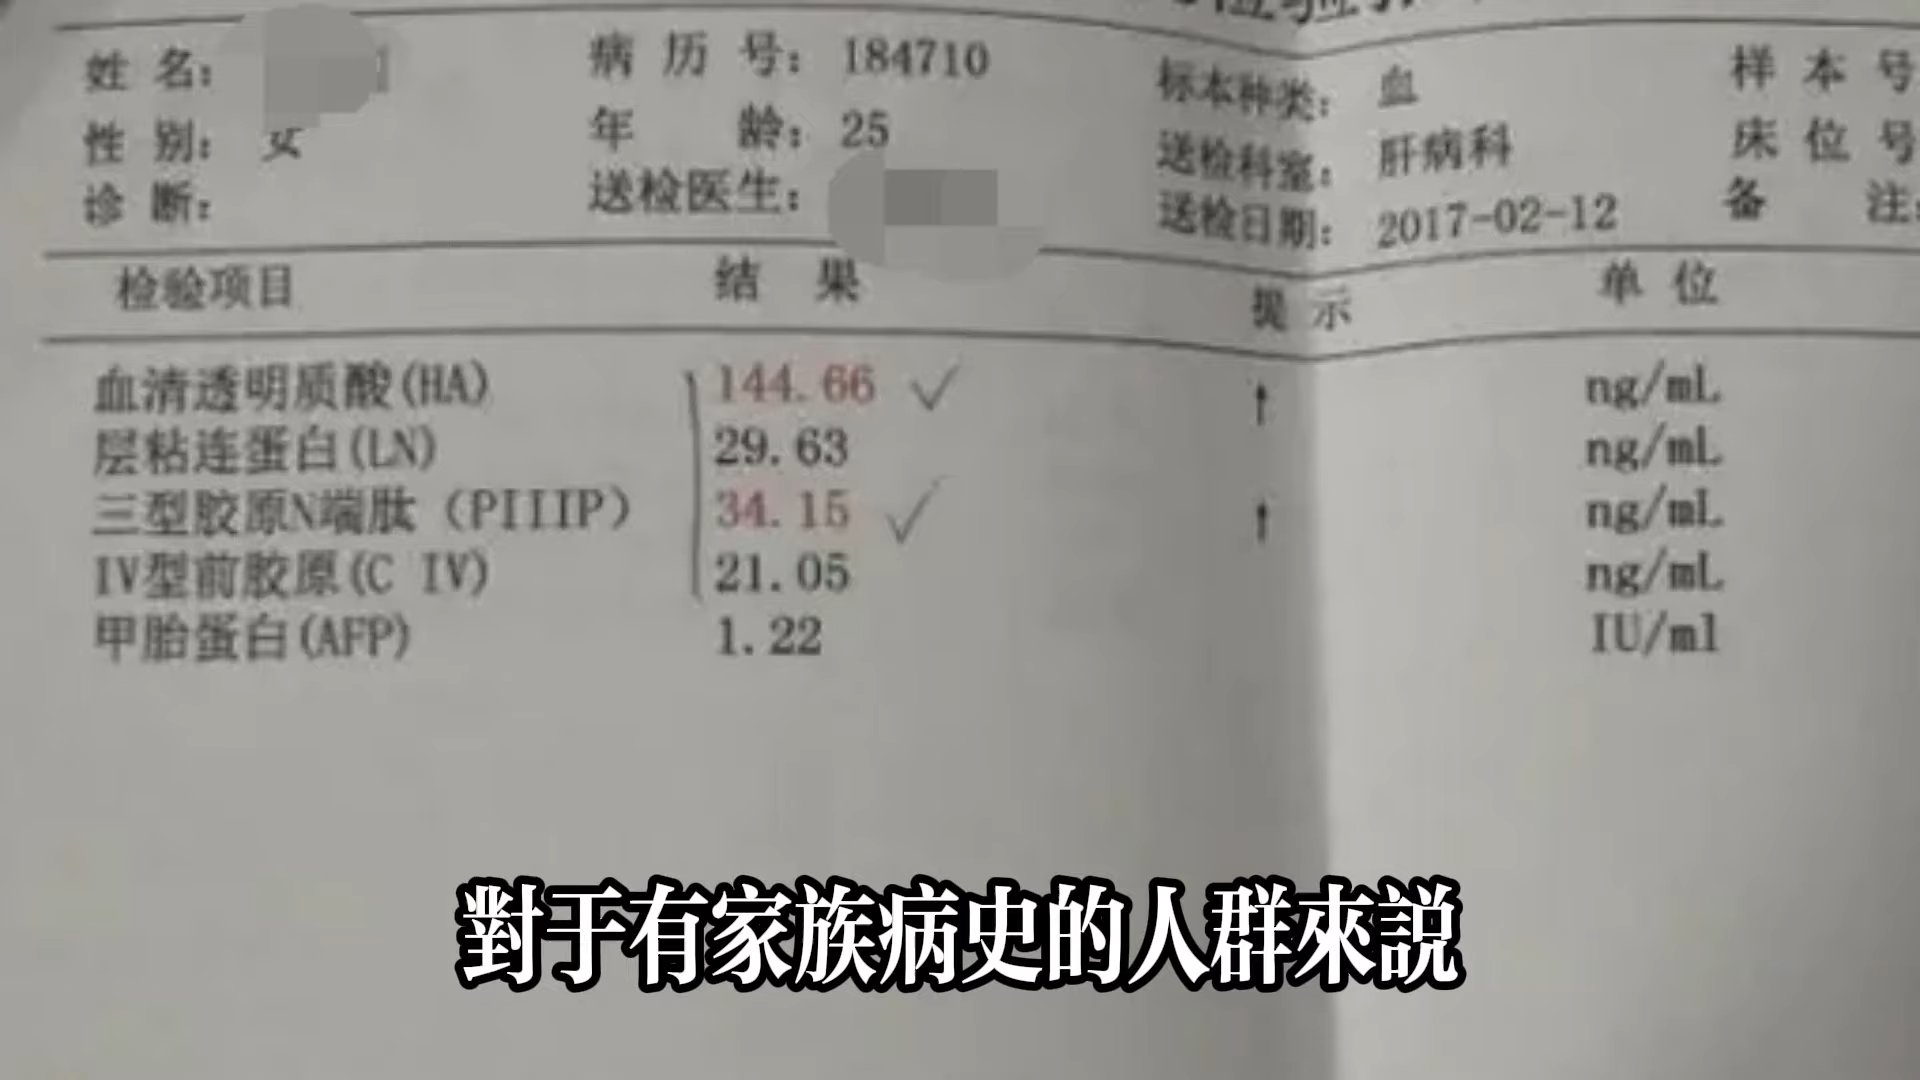 姓 名： 病 历 号： 184710 标本种类： 血 样 本 号
性 别： 女 年 龄： 25 送检科室： 肝病科 床 位 号
诊 断： 送检医生： 送检日期： 2017-02-12 备 注：
检验项目 结 果 提 示 单 位
血清透明质酸(HA) 144.66 ✓ ↑ ng/mL
层粘连蛋白(LN) 29.63 ng/mL
三型胶原N端肽（PIIIP） 34.15 ✓ ↑ ng/mL
IV型前胶原(C IV) 21.05 ng/mL
甲胎蛋白(AFP) 1.22 IU/ml
對于有家族病史的人群來説